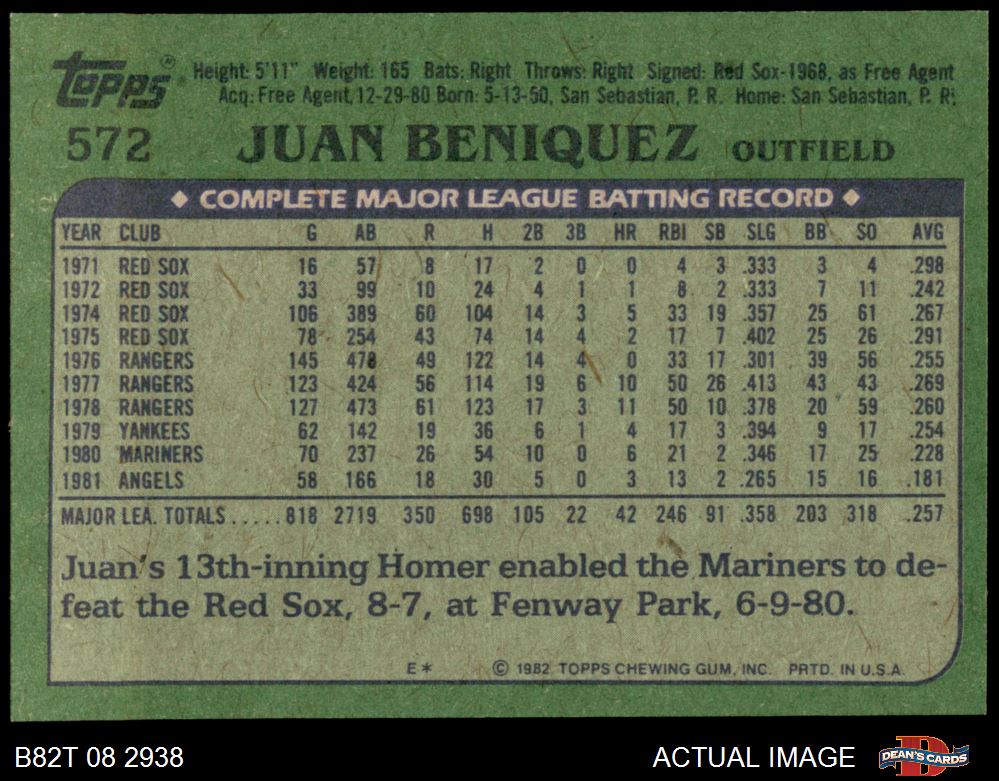 Topps® Height: 5'11" Weight: 165 Bats: Right Throws: Right Signed: Red Sox-1968, as Free Agent
Acq: Free Agent, 12-29-80 Born: 5-13-50, San Sebastian, P. R. Home: San Sebastian, P. R.
572 JUAN BENIQUEZ OUTFIELD
◆ COMPLETE MAJOR LEAGUE BATTING RECORD ◆
YEAR CLUB G AB R H 2B 3B HR RBI SB SLG BB SO AVG
1971 RED SOX 16 57 8 17 2 0 0 4 3 .333 3 4 .298
1972 RED SOX 33 99 10 24 4 1 1 8 2 .333 7 11 .242
1974 RED SOX 106 389 60 104 14 3 5 33 19 .357 25 61 .267
1975 RED SOX 78 254 43 74 14 4 2 17 7 .402 25 26 .291
1976 RANGERS 145 478 49 122 14 4 0 33 17 .301 39 56 .255
1977 RANGERS 123 424 56 114 19 6 10 50 26 .413 43 43 .269
1978 RANGERS 127 473 61 123 17 3 11 50 10 .378 20 59 .260
1979 YANKEES 62 142 19 36 6 1 4 17 3 .394 9 17 .254
1980 MARINERS 70 237 26 54 10 0 6 21 2 .346 17 25 .228
1981 ANGELS 58 166 18 30 5 0 3 13 2 .265 15 16 .181
MAJOR LEA. TOTALS.....818 2719 350 698 105 22 42 246 91 .358 203 318 .257
Juan's 13th-inning Homer enabled the Mariners to de-
feat the Red Sox, 8-7, at Fenway Park, 6-9-80.
E* © 1982 TOPPS CHEWING GUM, INC. PRTD. IN U.S.A.
B82T 08 2938 ACTUAL IMAGE DEAN'S CARDS